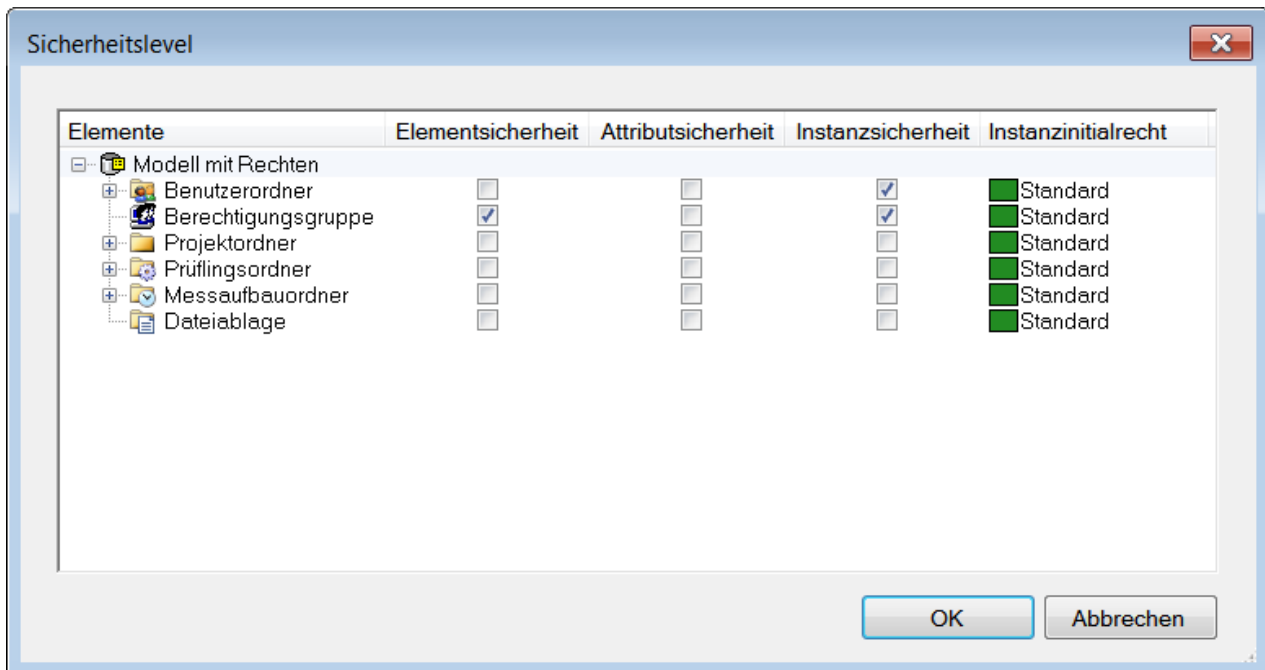 Sicherheitslevel
Elemente Elementsicherheit Attributsicherheit Instanzsicherheit Instanzinitialrecht
Modell mit Rechten
Benutzerordner Standard
Berechtigungsgruppe Standard
Projektordner Standard
Prüflingsordner Standard
Messaufbauordner Standard
Dateiablage Standard
OK Abbrechen